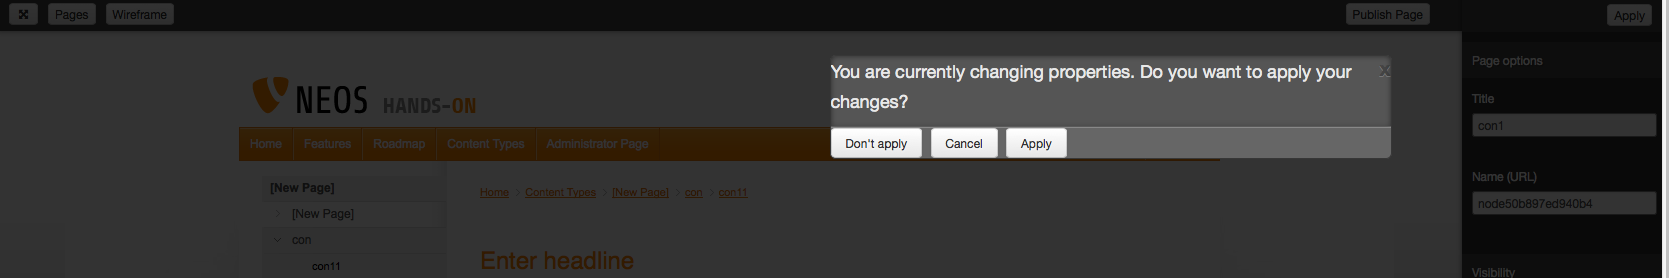 Pages Wireframe Publish Page Apply
You are currently changing properties. Do you want to apply your
changes?
x
Don't apply Cancel Apply
NEOS HANDS-ON
Home Features Roadmap Content Types Administrator Page
[New Page]
[New Page]
con
con11
Home Content Types [New Page] con con11
Enter headline
Page options
Title
con1
Name (URL)
node50b897ed940b4
Visibility